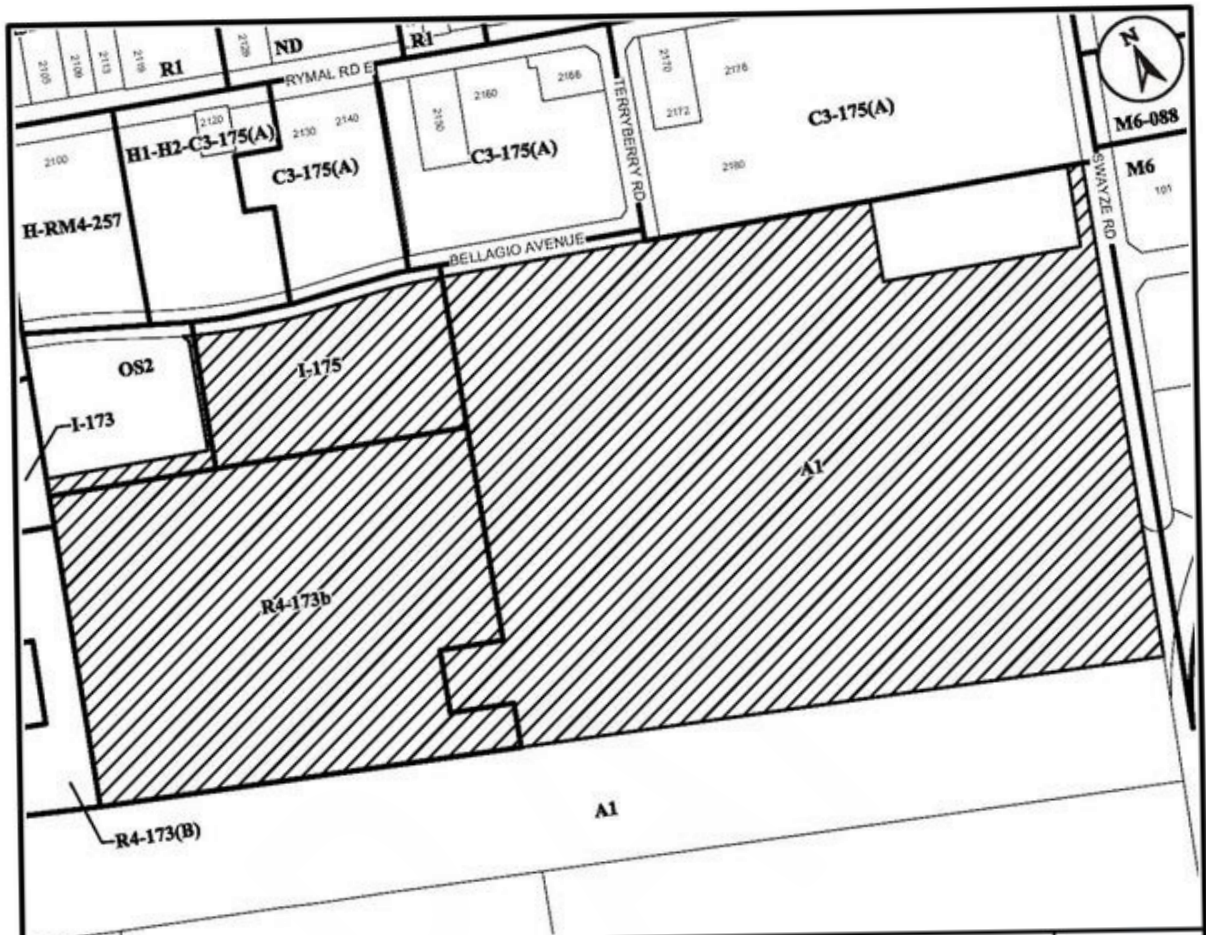 2105
2109
2113
2119
R1
2128
ND
R1
RYMAL RD E
N
2100
2120
H1-H2-C3-175(A)
2130
2140
C3-175(A)
2150
2160
2166
C3-175(A)
TERRYBERRY RD
2170
2172
2176
C3-175(A)
2180
M6-088
SWAYZE RD
M6
101
H-RM4-257
BELLAGIO AVENUE
OS2
I-173
I-175
A1
R4-173b
A1
R4-173(B)